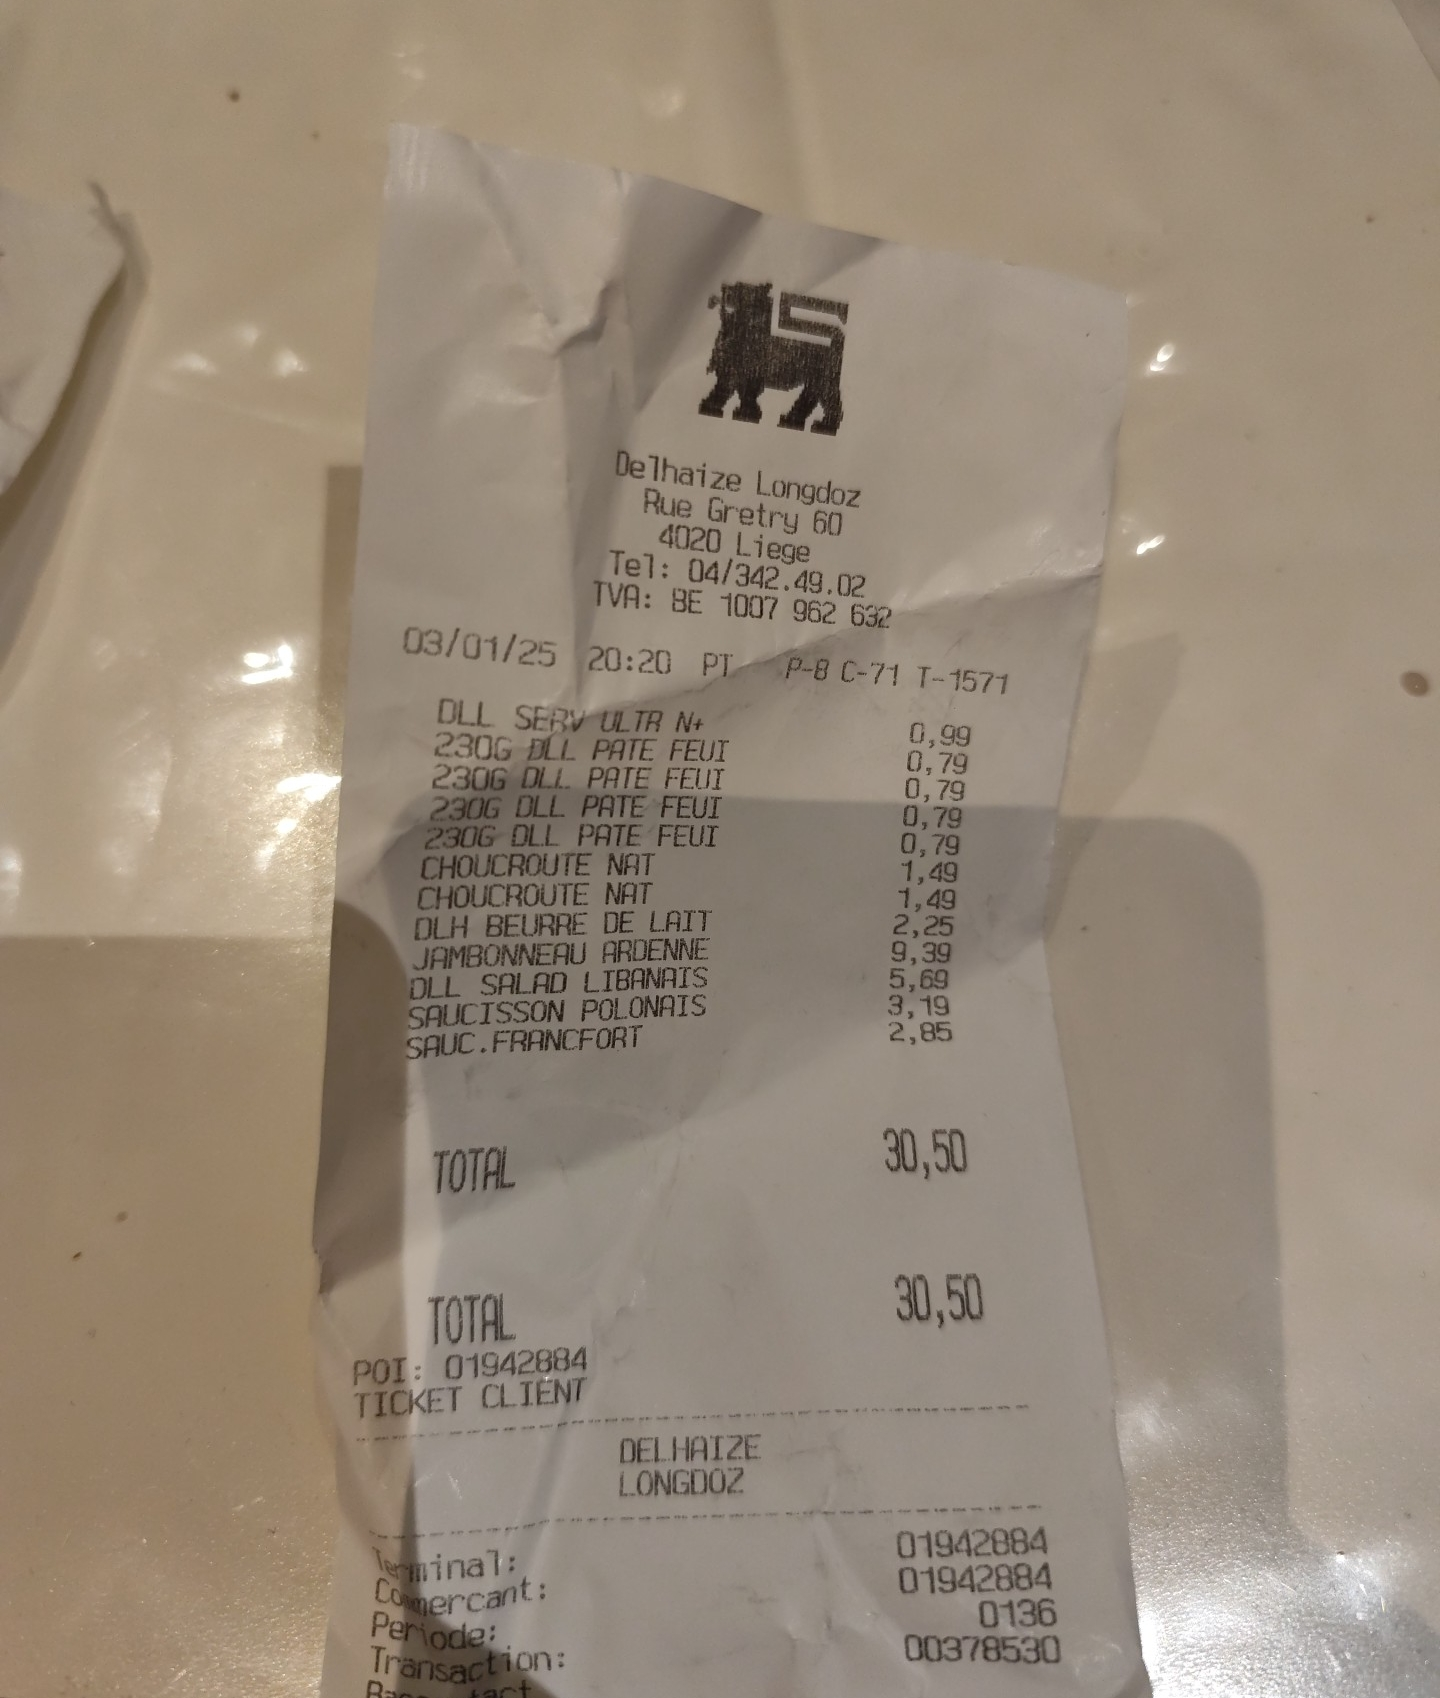 Delhaize Longdoz
Rue Gretry 60
4020 Liege
Tel: 04/342.49.02
TVA: BE 1007 962 632
03/01/25 20:20 PT P-8 C-71 T-1571
DLL SERV ULTR N+ 0,99
230G DLL PATE FEUI 0,79
230G DLL PATE FEUI 0,79
230G DLL PATE FEUI 0,79
230G DLL PATE FEUI 0,79
CHOUCROUTE NAT 1,49
CHOUCROUTE NAT 1,49
DLH BEURRE DE LAIT 2,25
JAMBONNEAU ARDENNE 9,39
DLL SALAD LIBANAIS 5,69
SAUCISSON POLONAIS 3,19
SAUC.FRANCFORT 2,85
TOTAL 30,50
TOTAL 30,50
POI: 01942884
TICKET CLIENT
DELHAIZE
LONGDOZ
Terminal: 01942884
Commercant: 01942884
Periode: 0136
Transaction: 00378530